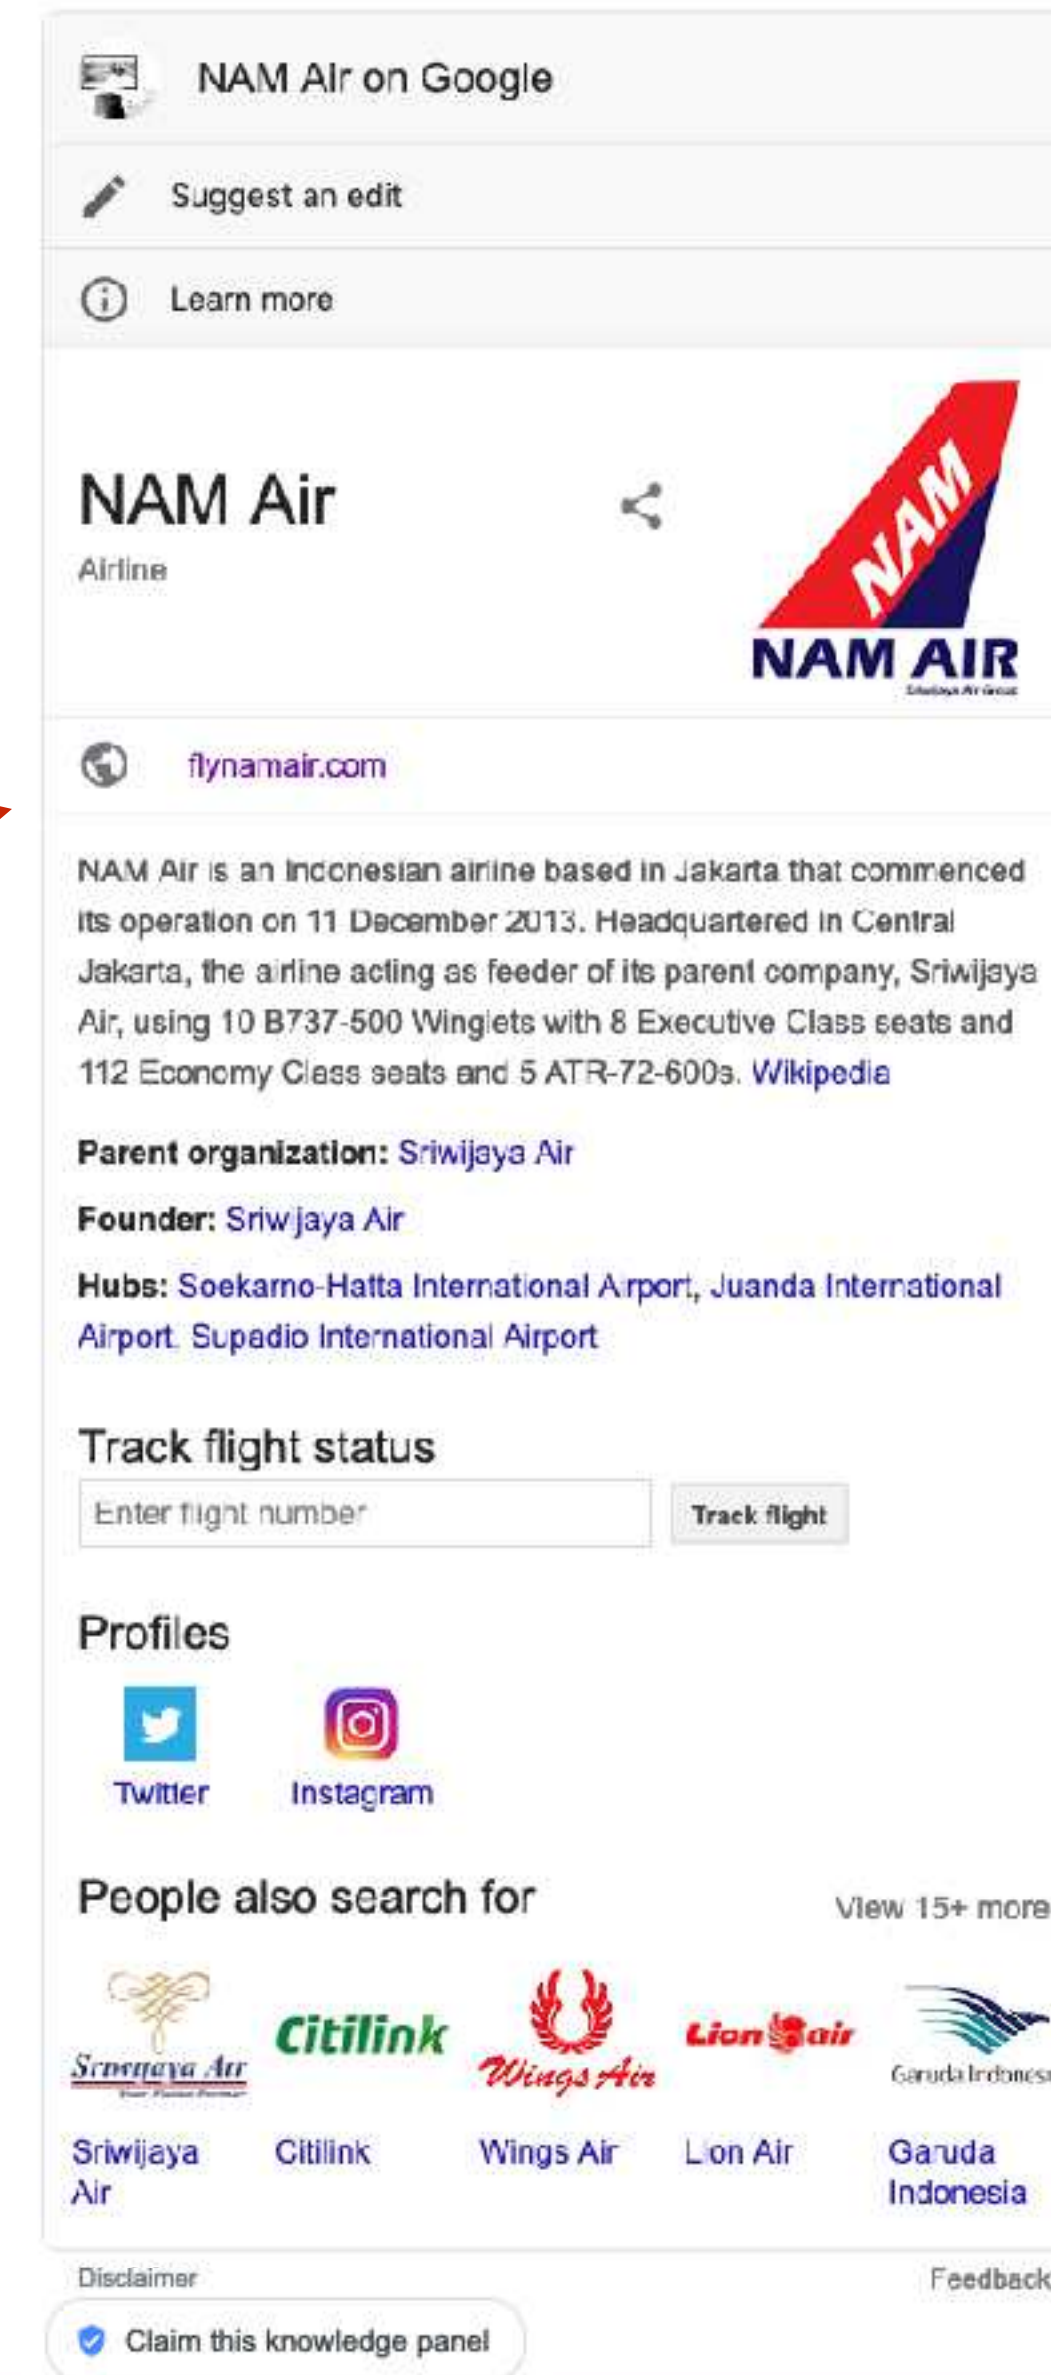 NAM Air on Google
Suggest an edit
Learn more
NAM
NAM Air
Airline
NAM AIR
Sriwijaya Air Group
flynamair.com
NAM Air is an Indonesian airline based in Jakarta that commenced
its operation on 11 December 2013. Headquartered in Central
Jakarta, the airline acting as feeder of its parent company, Sriwijaya
Air, using 10 B737-500 Winglets with 8 Executive Class seats and
112 Economy Class seats and 5 ATR-72-600s. Wikipedia
Parent organization: Sriwijaya Air
Founder: Sriwijaya Air
Hubs: Soekarno-Hatta International Airport, Juanda International
Airport, Supadio International Airport
Track flight status
Enter flight number
Track flight
Profiles
Twitter
Instagram
People also search for
View 15+ more
Sriwijaya Air
Citilink
Wings Air
Lion air
Garuda Indones
Sriwijaya
Air
Citilink
Wings Air
Lion Air
Garuda
Indonesia
Disclaimer
Feedback
Claim this knowledge panel